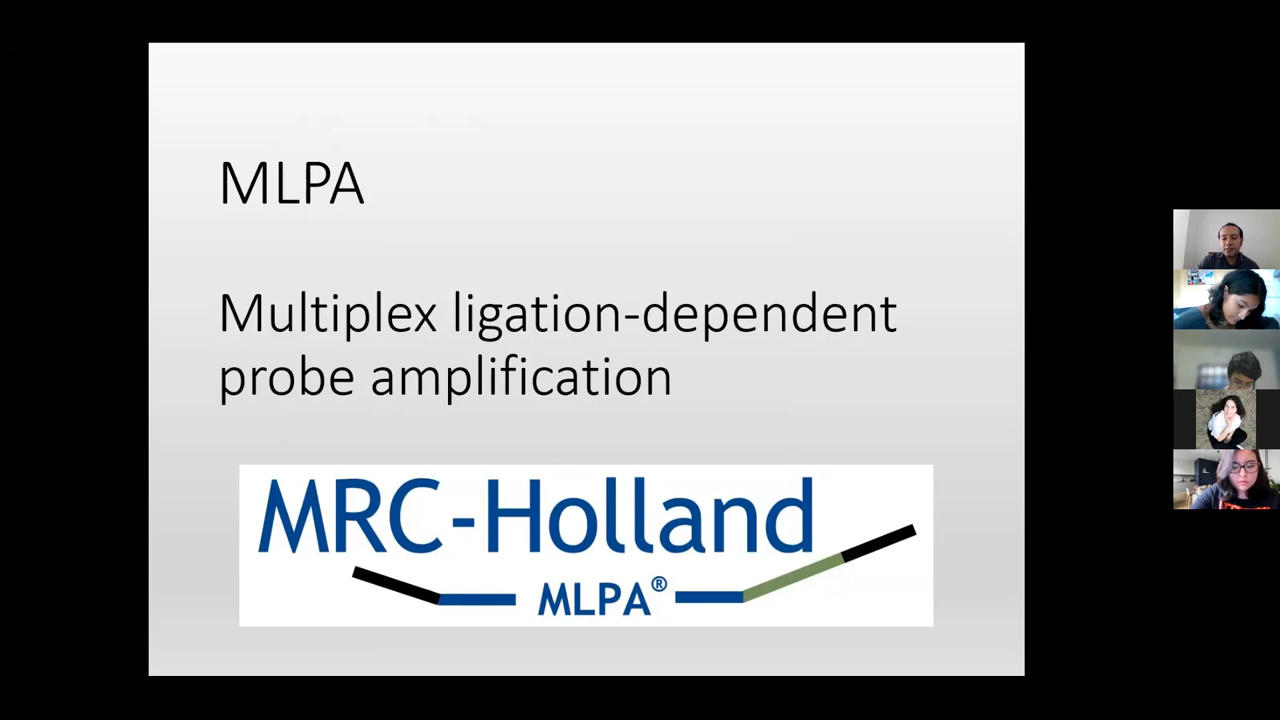 MLPA
Multiplex ligation-dependent
probe amplification
MRC-Holland
MLPA®